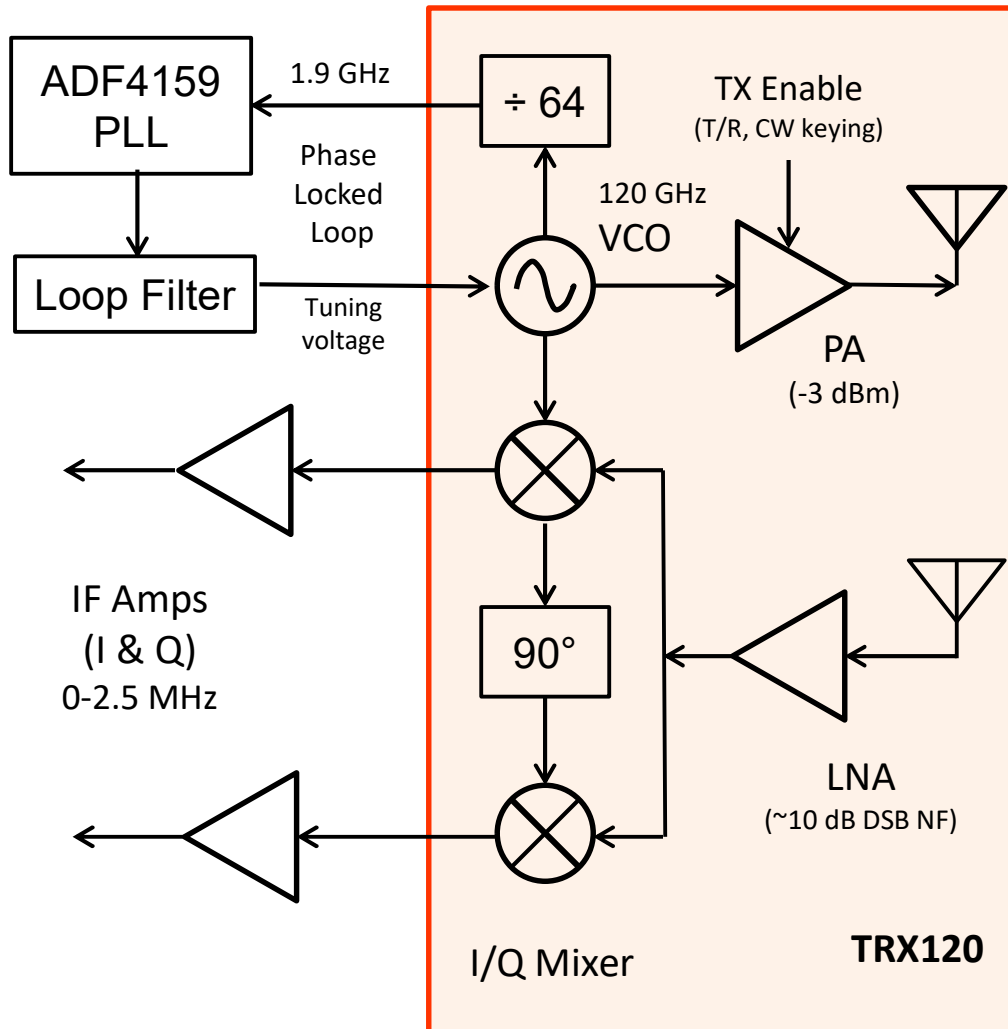 ADF4159
PLL
1.9 GHz
÷ 64
TX Enable
(T/R, CW keying)
Phase
Locked
Loop
120 GHz
VCO
Loop Filter
Tuning
voltage
PA
(-3 dBm)
IF Amps
(I & Q)
0-2.5 MHz
90°
LNA
(~10 dB DSB NF)
I/Q Mixer
TRX120